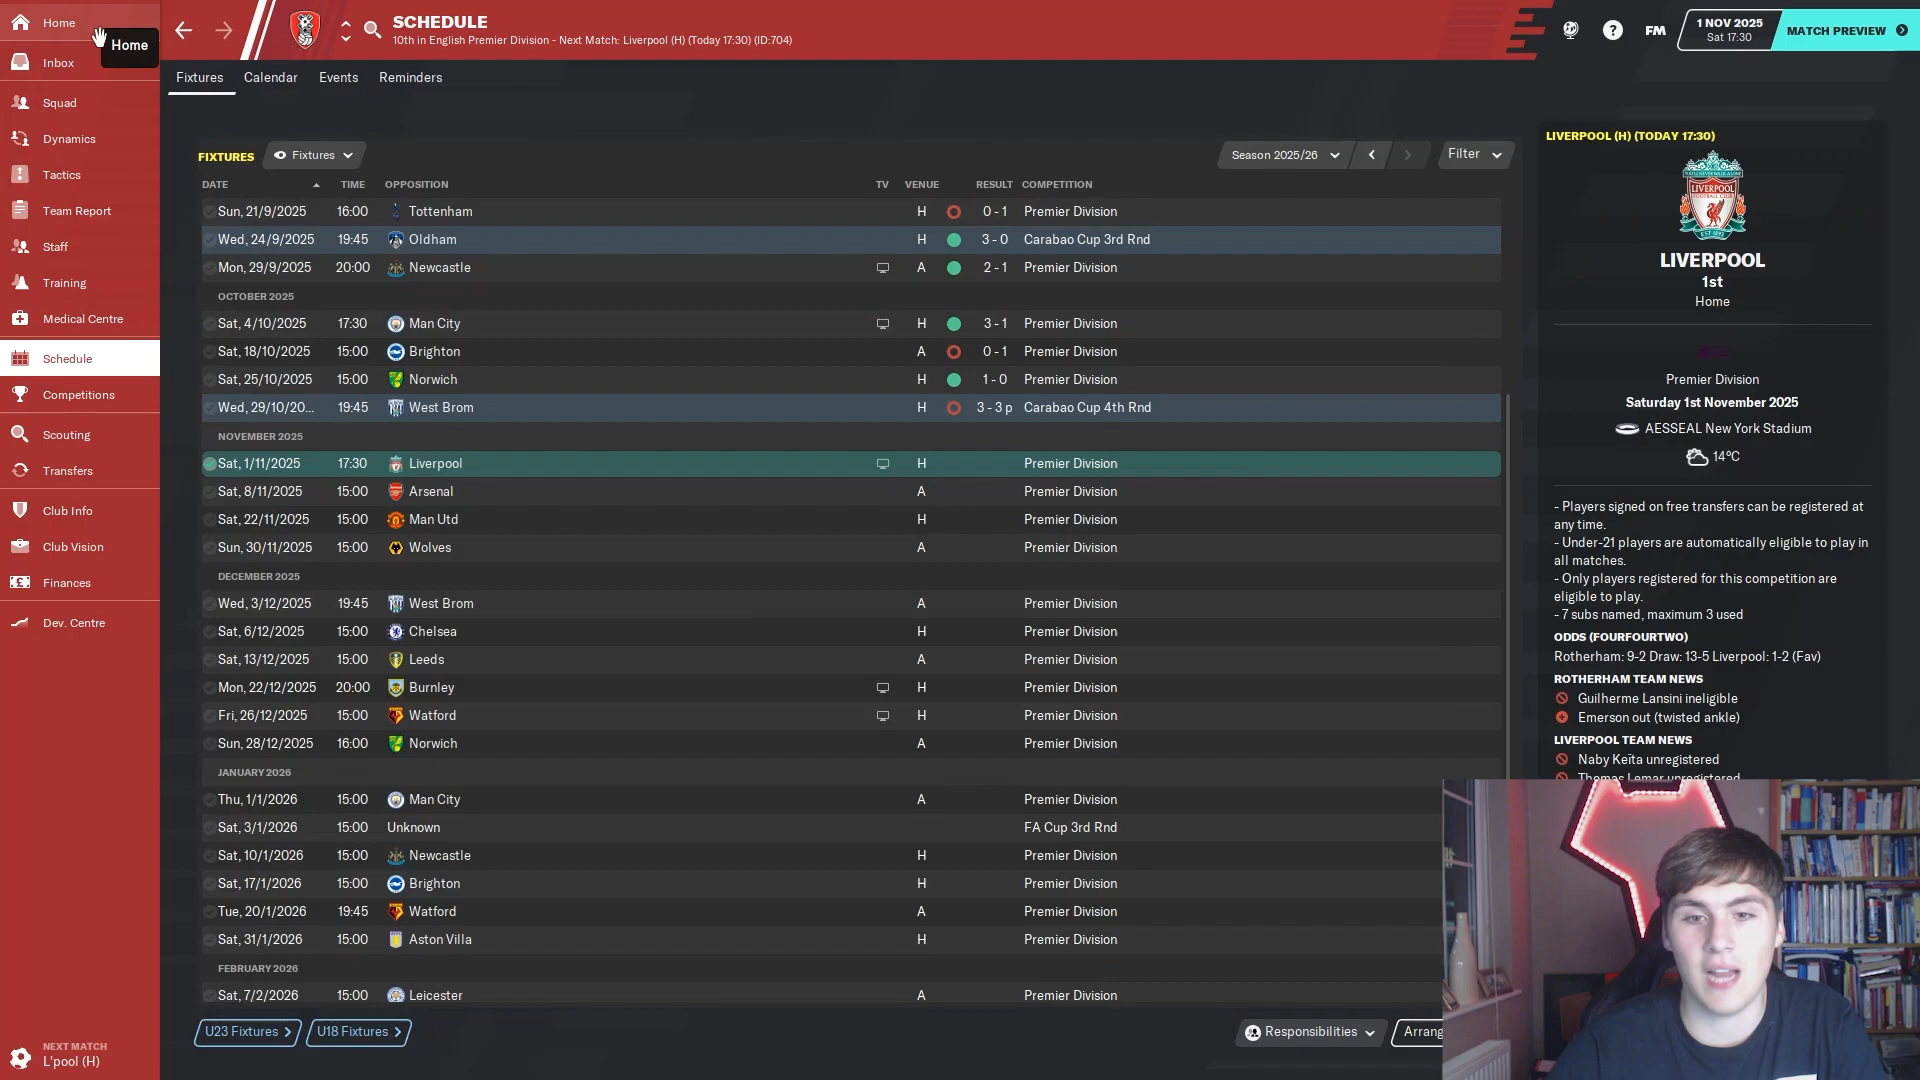 Home
Home
Inbox
Squad
Dynamics
Tactics
Team Report
Staff
Training
Medical Centre
Schedule
Competitions
Scouting
Transfers
Club Info
Club Vision
Finances
Dev. Centre
NEXT MATCH
L'pool (H)
SCHEDULE
10th in English Premier Division - Next Match: Liverpool (H) (Today 17:30) (ID:704)
FM
1 NOV 2025
Sat 17:30
MATCH PREVIEW
Fixtures Calendar Events Reminders
FIXTURES Fixtures Season 2025/26 Filter
DATE TIME OPPOSITION TV VENUE RESULT COMPETITION
Sun, 21/9/2025 16:00 Tottenham H 0 - 1 Premier Division
Wed, 24/9/2025 19:45 Oldham H 3 - 0 Carabao Cup 3rd Rnd
Mon, 29/9/2025 20:00 Newcastle A 2 - 1 Premier Division
OCTOBER 2025
Sat, 4/10/2025 17:30 Man City H 3 - 1 Premier Division
Sat, 18/10/2025 15:00 Brighton A 0 - 1 Premier Division
Sat, 25/10/2025 15:00 Norwich H 1 - 0 Premier Division
Wed, 29/10/20... 19:45 West Brom H 3 - 3 p Carabao Cup 4th Rnd
NOVEMBER 2025
Sat, 1/11/2025 17:30 Liverpool H Premier Division
Sat, 8/11/2025 15:00 Arsenal A Premier Division
Sat, 22/11/2025 15:00 Man Utd H Premier Division
Sun, 30/11/2025 15:00 Wolves A Premier Division
DECEMBER 2025
Wed, 3/12/2025 19:45 West Brom A Premier Division
Sat, 6/12/2025 15:00 Chelsea H Premier Division
Sat, 13/12/2025 15:00 Leeds A Premier Division
Mon, 22/12/2025 20:00 Burnley H Premier Division
Fri, 26/12/2025 15:00 Watford H Premier Division
Sun, 28/12/2025 16:00 Norwich A Premier Division
JANUARY 2026
Thu, 1/1/2026 15:00 Man City A Premier Division
Sat, 3/1/2026 15:00 Unknown FA Cup 3rd Rnd
Sat, 10/1/2026 15:00 Newcastle H Premier Division
Sat, 17/1/2026 15:00 Brighton H Premier Division
Tue, 20/1/2026 19:45 Watford A Premier Division
Sat, 31/1/2026 15:00 Aston Villa H Premier Division
FEBRUARY 2026
Sat, 7/2/2026 15:00 Leicester A Premier Division
U23 Fixtures U18 Fixtures Responsibilities Arrang
LIVERPOOL (H) (TODAY 17:30)
LIVERPOOL
LIVERPOOL
1st
Home
Premier Division
Saturday 1st November 2025
AESSEAL New York Stadium
14°C
- Players signed on free transfers can be registered at
any time.
- Under-21 players are automatically eligible to play in
all matches.
- Only players registered for this competition are
eligible to play.
- 7 subs named, maximum 3 used
ODDS (FOURFOURTWO)
Rotherham: 9-2 Draw: 13-5 Liverpool: 1-2 (Fav)
ROTHERHAM TEAM NEWS
Guilherme Lansini ineligible
Emerson out (twisted ankle)
LIVERPOOL TEAM NEWS
Naby Keïta unregistered
Thomas Lemar unregistered